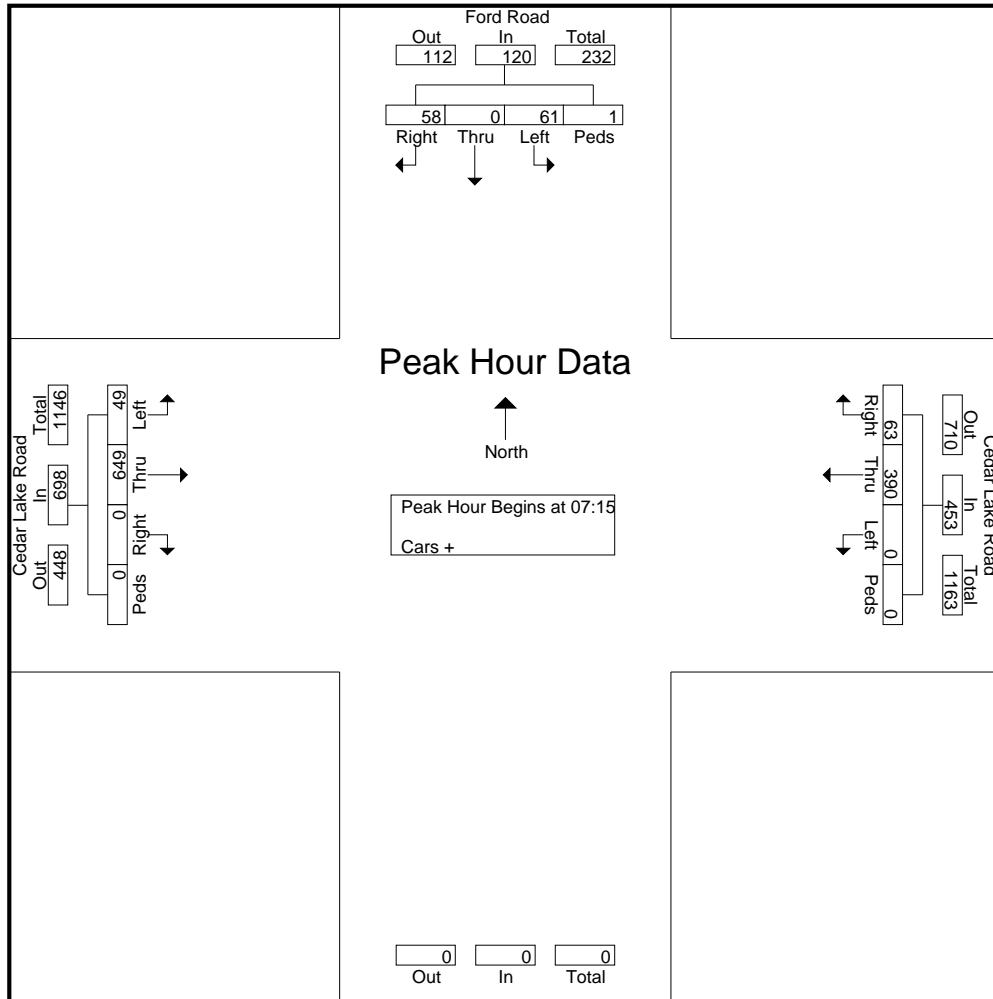 Ford Road
Out In Total
112 120 232
58 0 61 1
Right Thru Left Peds
Peak Hour Data
North
Peak Hour Begins at 07:15
Cars +
Cedar Lake Road
Out In Total
448 698 1146
49 649 0 0
Left Thru Right Peds
Cedar Lake Road
Out In Total
710 453 1163
63 390 0 0
Right Thru Left Peds
0 0 0
Out In Total